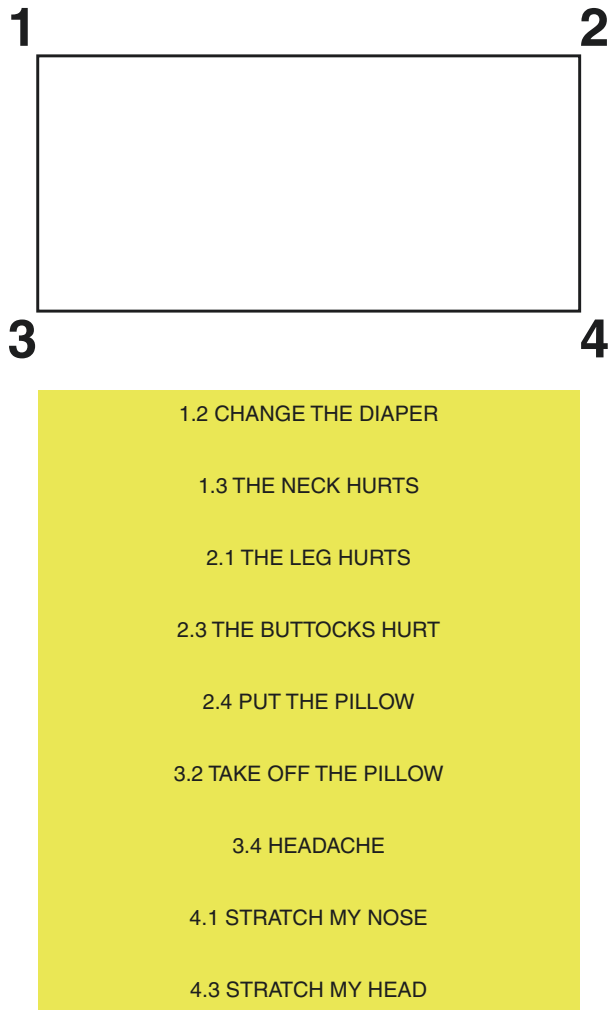 1 2
3 4
1.2 CHANGE THE DIAPER
1.3 THE NECK HURTS
2.1 THE LEG HURTS
2.3 THE BUTTOCKS HURT
2.4 PUT THE PILLOW
3.2 TAKE OFF THE PILLOW
3.4 HEADACHE
4.1 STRATCH MY NOSE
4.3 STRATCH MY HEAD